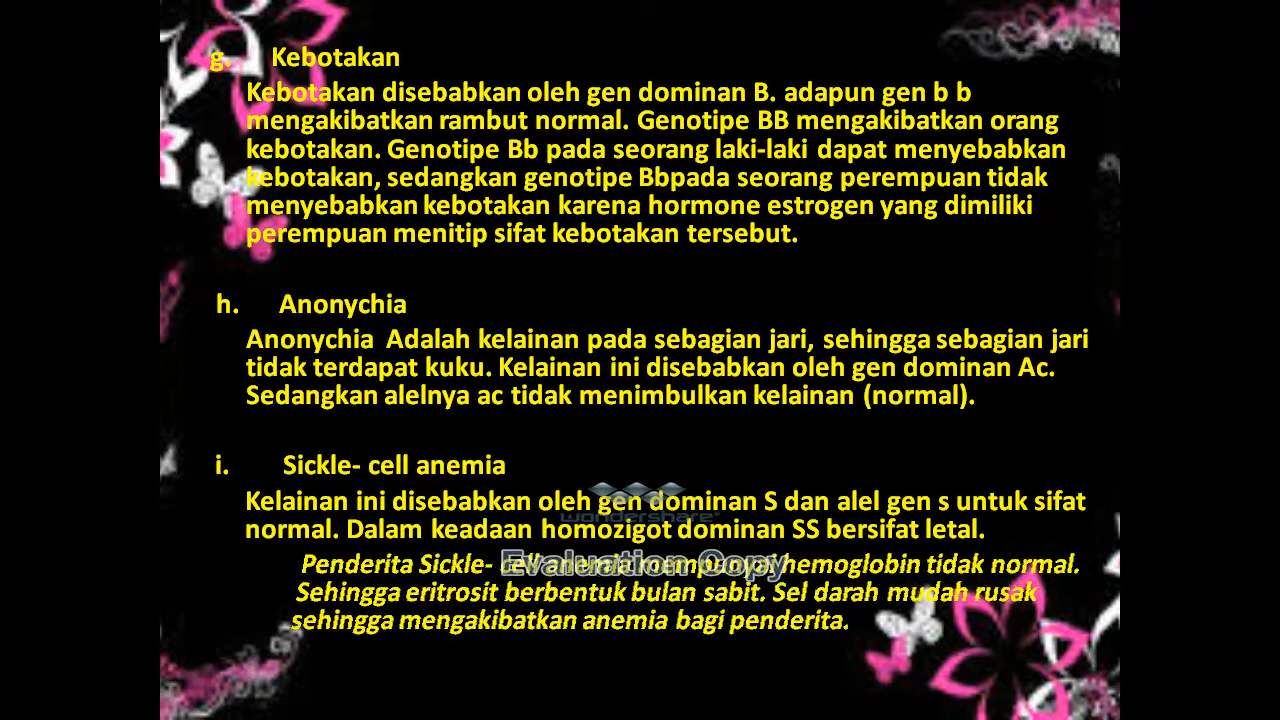 g. Kebotakan
Kebotakan disebabkan oleh gen dominan B. adapun gen b b
mengakibatkan rambut normal. Genotipe BB mengakibatkan orang
kebotakan. Genotipe Bb pada seorang laki-laki dapat menyebabkan
kebotakan, sedangkan genotipe Bbpada seorang perempuan tidak
menyebabkan kebotakan karena hormone estrogen yang dimiliki
perempuan menitip sifat kebotakan tersebut.
h. Anonychia
Anonychia Adalah kelainan pada sebagian jari, sehingga sebagian jari
tidak terdapat kuku. Kelainan ini disebabkan oleh gen dominan Ac.
Sedangkan alelnya ac tidak menimbulkan kelainan (normal).
i. Sickle- cell anemia
Kelainan ini disebabkan oleh gen dominan S dan alel gen s untuk sifat
wondershare
normal. Dalam keadaan homozigot dominan SS bersifat letal.
Evaluation Copy
Penderita Sickle- cell anemia mempunyai hemoglobin tidak normal.
Sehingga eritrosit berbentuk bulan sabit. Sel darah mudah rusak
sehingga mengakibatkan anemia bagi penderita.